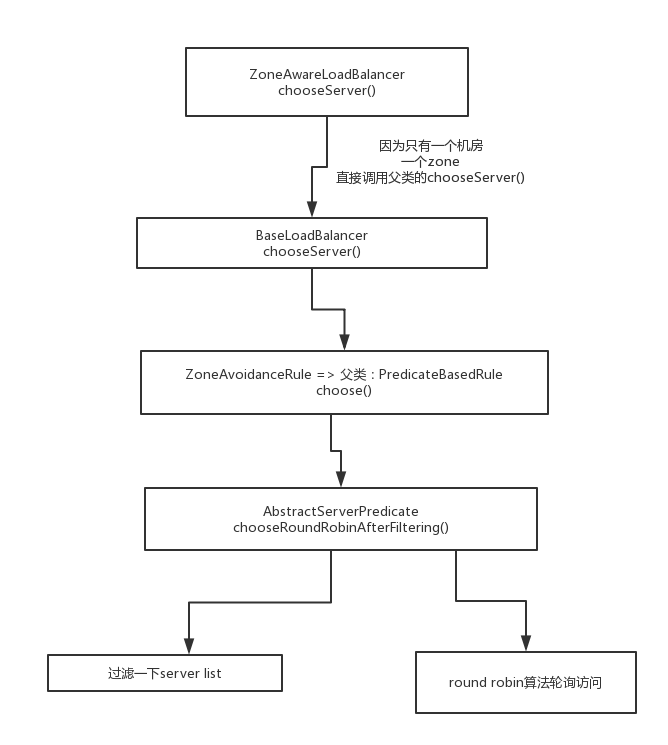 ZoneAwareLoadBalancer
chooseServer()
因为只有一个机房
一个zone
直接调用父类的chooseServer()
BaseLoadBalancer
chooseServer()
ZoneAvoidanceRule => 父类 : PredicateBasedRule
choose()
AbstractServerPredicate
chooseRoundRobinAfterFiltering()
过滤一下server list
round robin算法轮询访问